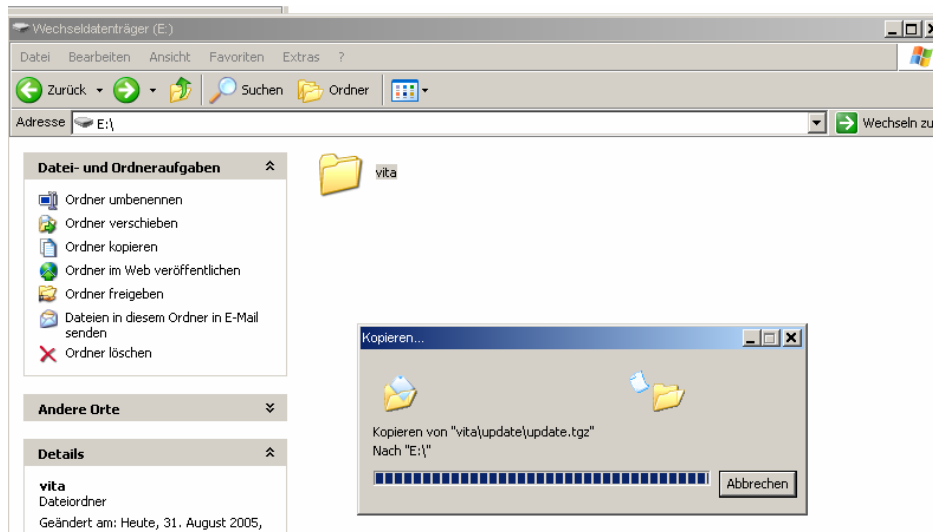 Wechseldatenträger (E:)
Datei Bearbeiten Ansicht Favoriten Extras ?
Zurück Suchen Ordner
Adresse E:\ Wechseln zu
Datei- und Ordneraufgaben
vita
Ordner umbenennen
Ordner verschieben
Ordner kopieren
Ordner im Web veröffentlichen
Ordner freigeben
Dateien in diesem Ordner in E-Mail
senden
Ordner löschen
Andere Orte
Details
vita
Dateiordner
Geändert am: Heute, 31. August 2005,
Kopieren...
Kopieren von "vita\update\update.tgz"
Nach "E:\"
Abbrechen